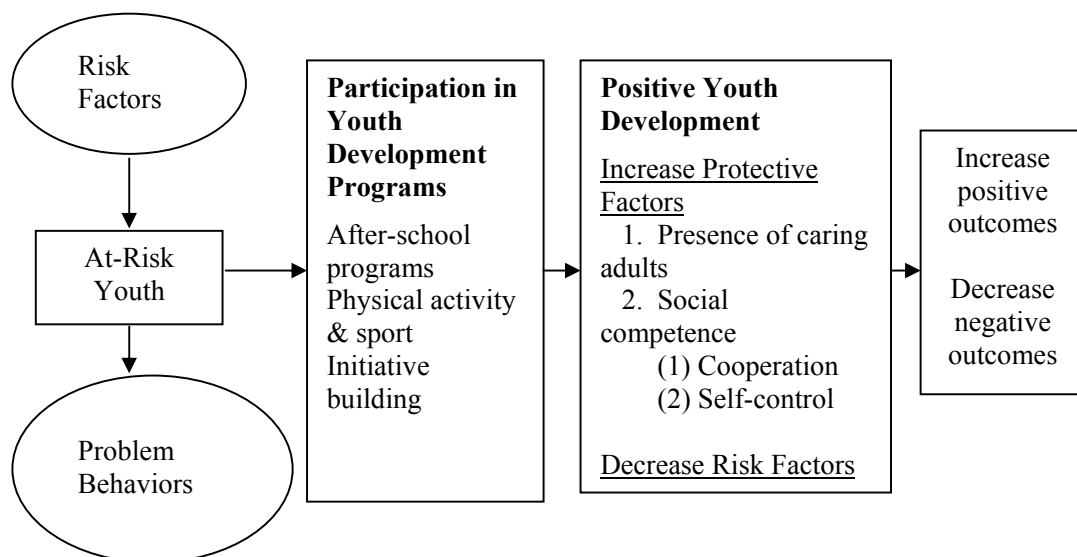 Risk
Factors
At-Risk
Youth
Problem
Behaviors
Participation in
Youth
Development
Programs
After-school
programs
Physical activity
& sport
Initiative
building
Positive Youth
Development
Increase Protective
Factors
1. Presence of caring
adults
2. Social
competence
(1) Cooperation
(2) Self-control
Decrease Risk Factors
Increase
positive
outcomes
Decrease
negative
outcomes